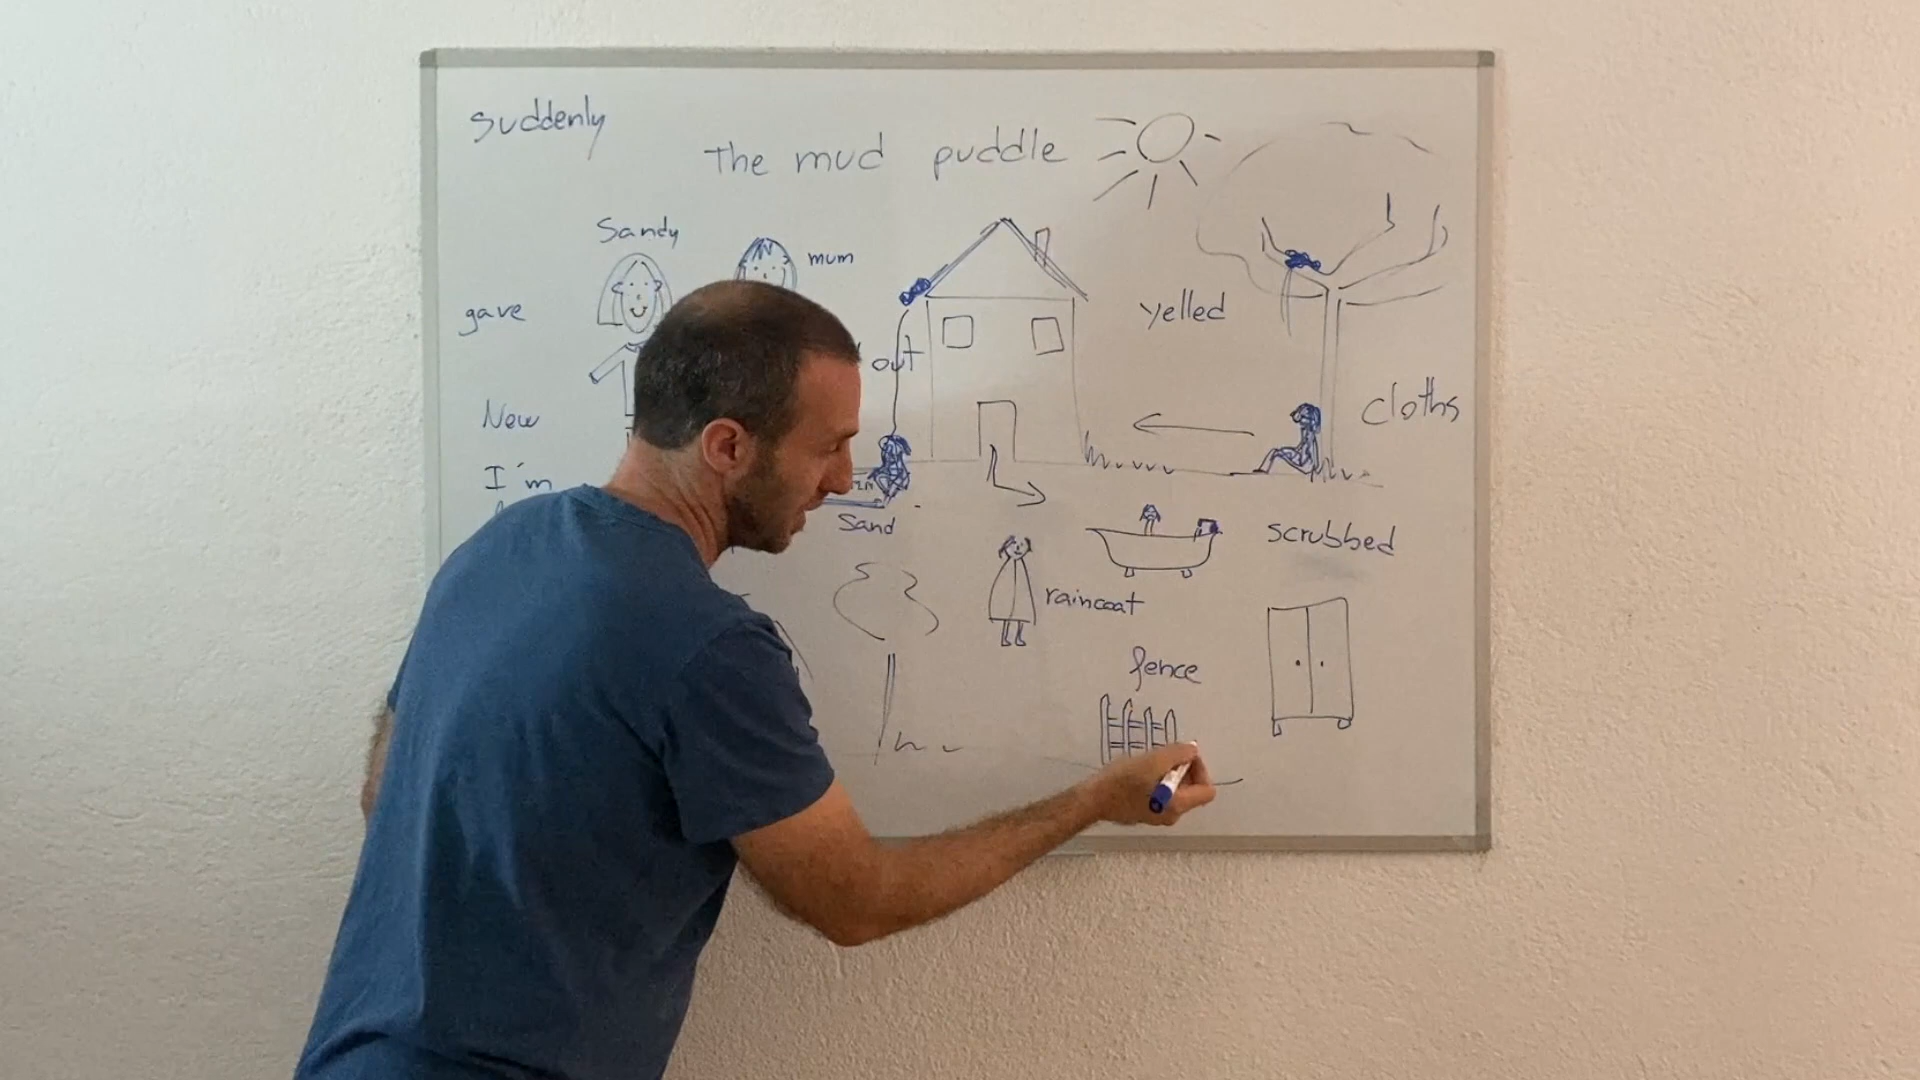 suddenly
The mud puddle
Sandy
mum
gave
yelled
out
New
cloths
I'm
Sand
scrubbed
raincoat
fence